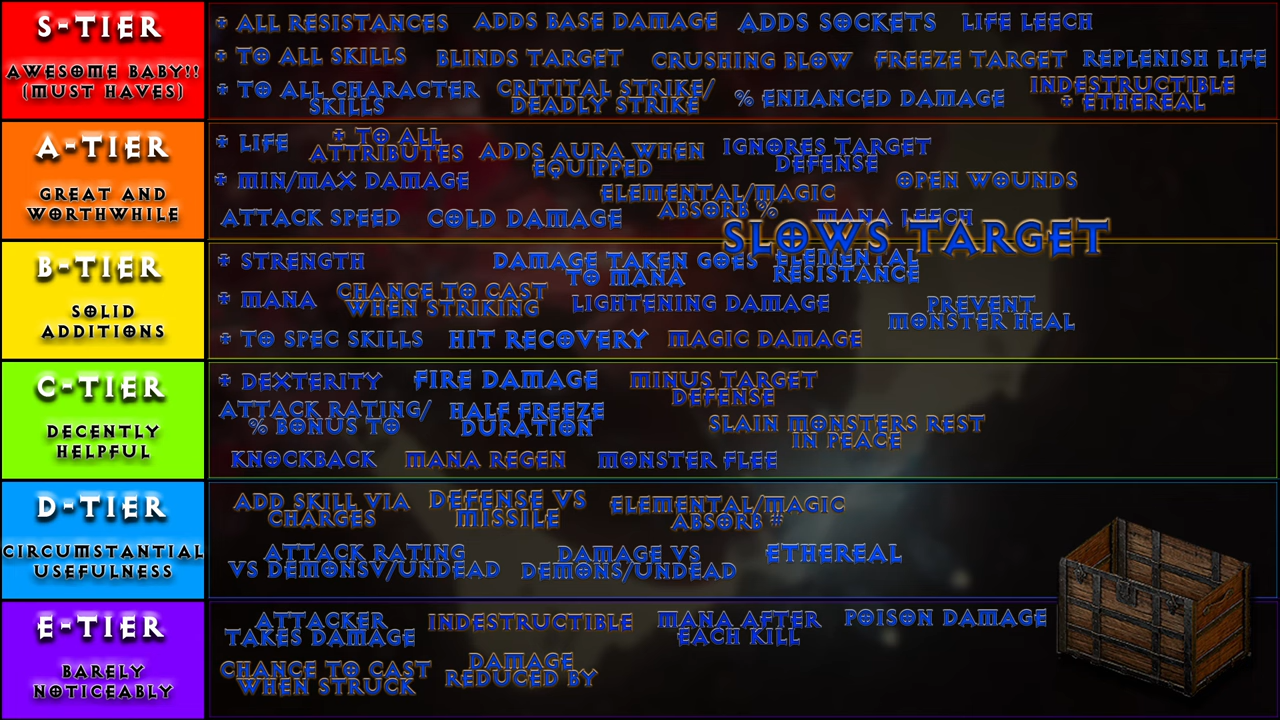 S-TIER
AWESOME BABY!!
(MUST HAVES)
+ ALL RESISTANCES ADDS BASE DAMAGE ADDS SOCKETS LIFE LEECH
+ TO ALL SKILLS BLINDS TARGET CRUSHING BLOW FREEZE TARGET REPLENISH LIFE
+ TO ALL CHARACTER
SKILLS
CRITITAL STRIKE/
DEADLY STRIKE
% ENHANCED DAMAGE
INDESTRUCTIBLE
+ ETHEREAL
A-TIER
GREAT AND
WORTHWHILE
+ LIFE
+ TO ALL
ATTRIBUTES
ADDS AURA WHEN
EQUIPPED
IGNORES TARGET
DEFENSE
+ MIN/MAX DAMAGE
ELEMENTAL/MAGIC
ABSORB %
OPEN WOUNDS
ATTACK SPEED COLD DAMAGE
MANA LEECH
SLOWS TARGET
B-TIER
SOLID
ADDITIONS
+ STRENGTH
DAMAGE TAKEN GOES
TO MANA
ELEMENTAL
RESISTANCE
+ MANA
CHANCE TO CAST
WHEN STRIKING
LIGHTENING DAMAGE
PREVENT
MONSTER HEAL
+ TO SPEC SKILLS HIT RECOVERY MAGIC DAMAGE
C-TIER
DECENTLY
HELPFUL
+ DEXTERITY FIRE DAMAGE
MINUS TARGET
DEFENSE
ATTACK RATING/
% BONUS TO
HALF FREEZE
DURATION
SLAIN MONSTERS REST
IN PEACE
KNOCKBACK MANA REGEN MONSTER FLEE
D-TIER
CIRCUMSTANTIAL
USEFULNESS
ADD SKILL VIA
CHARGES
DEFENSE VS
MISSILE
ELEMENTAL/MAGIC
ABSORB #
ATTACK RATING
VS DEMONSV/UNDEAD
DAMAGE VS
DEMONS/UNDEAD
ETHEREAL
E-TIER
BARELY
NOTICEABLY
ATTACKER
TAKES DAMAGE
INDESTRUCTIBLE
MANA AFTER
EACH KILL
POISON DAMAGE
CHANCE TO CAST
WHEN STRUCK
DAMAGE
REDUCED BY